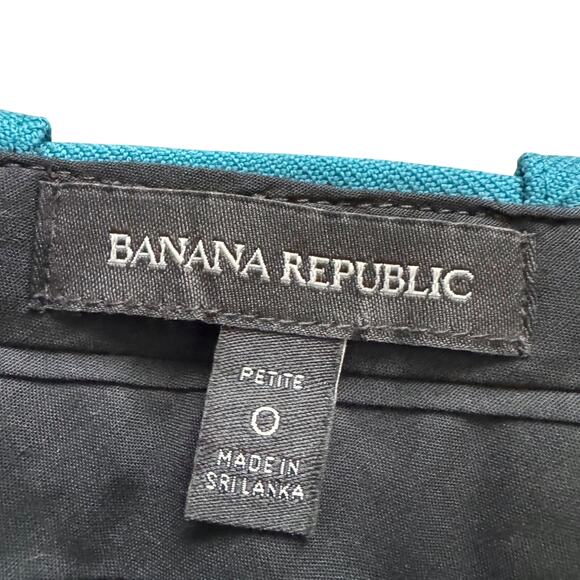 BANANA REPUBLIC
PETITE
0
MADE IN
SRI LANKA